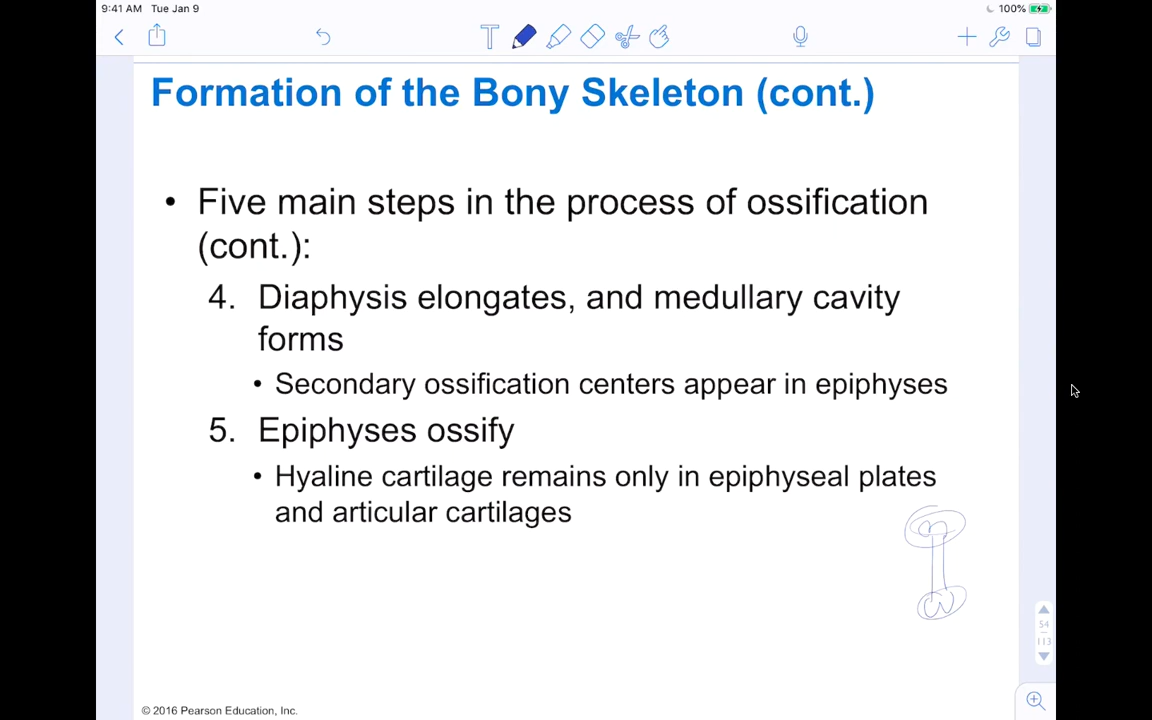 9:41 AM Tue Jan 9
100%
T
Formation of the Bony Skeleton (cont.)
• Five main steps in the process of ossification
(cont.):
4. Diaphysis elongates, and medullary cavity
forms
• Secondary ossification centers appear in epiphyses
5. Epiphyses ossify
• Hyaline cartilage remains only in epiphyseal plates
and articular cartilages
54
113
© 2016 Pearson Education, Inc.